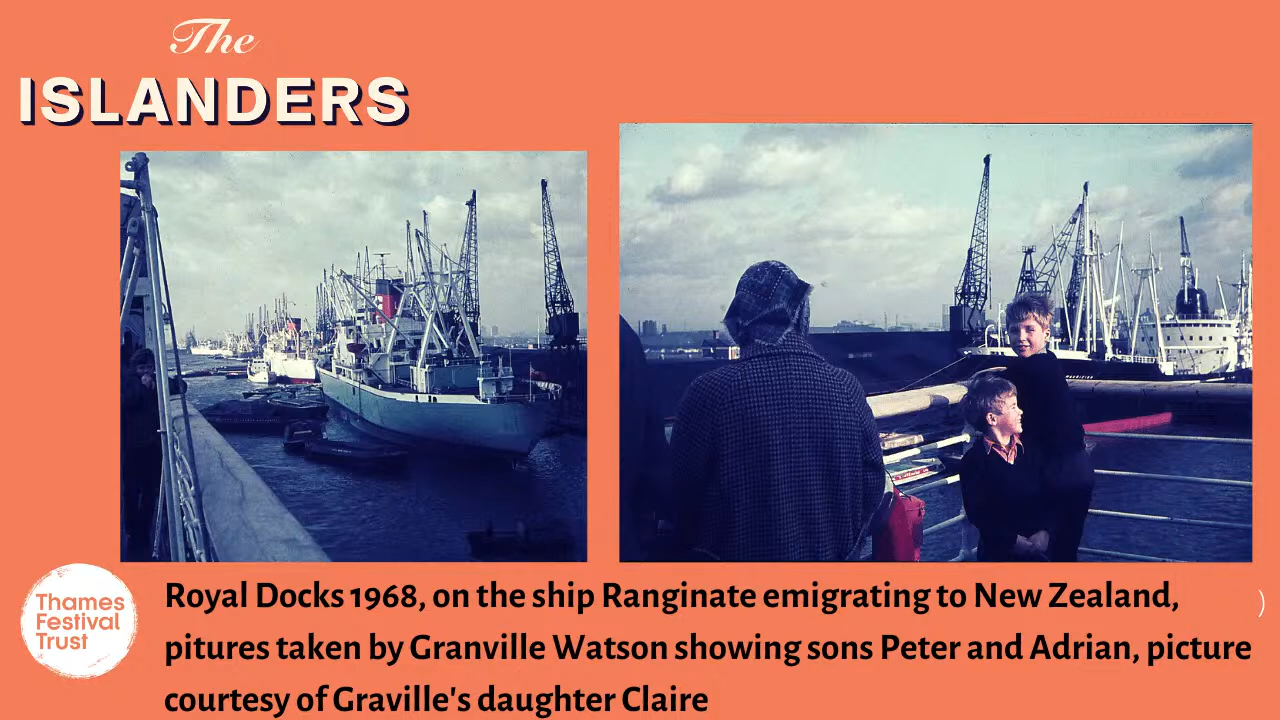 The
ISLANDERS
Thames
Festival
Trust
Royal Docks 1968, on the ship Ranginate emigrating to New Zealand,
pitures taken by Granville Watson showing sons Peter and Adrian, picture
courtesy of Graville's daughter Claire
)